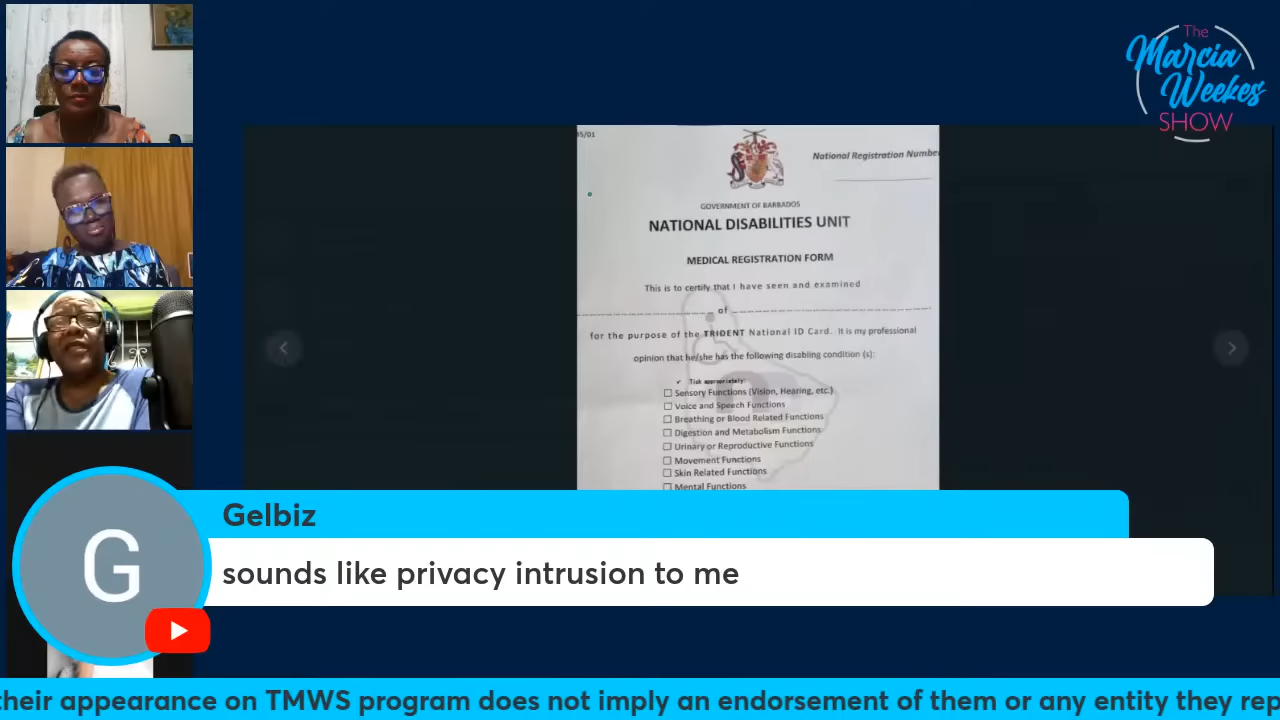 The
Marcia
Weekes
SHOW
35/01
National Registration Number
GOVERNMENT OF BARBADOS
NATIONAL DISABILITIES UNIT
MEDICAL REGISTRATION FORM
This is to certify that I have seen and examined
of
for the purpose of the TRIDENT National ID Card. It is my professional
opinion that he/she has the following disabling condition (s):
✓ Tick appropriately:
☐ Sensory Functions (Vision, Hearing, etc.)
☐ Voice and Speech Functions
☐ Breathing or Blood Related Functions
☐ Digestion and Metabolism Functions
☐ Urinary or Reproductive Functions
☐ Movement Functions
☐ Skin Related Functions
☐ Mental Functions
G
Gelbiz
sounds like privacy intrusion to me
their appearance on TMWS program does not imply an endorsement of them or any entity they rep